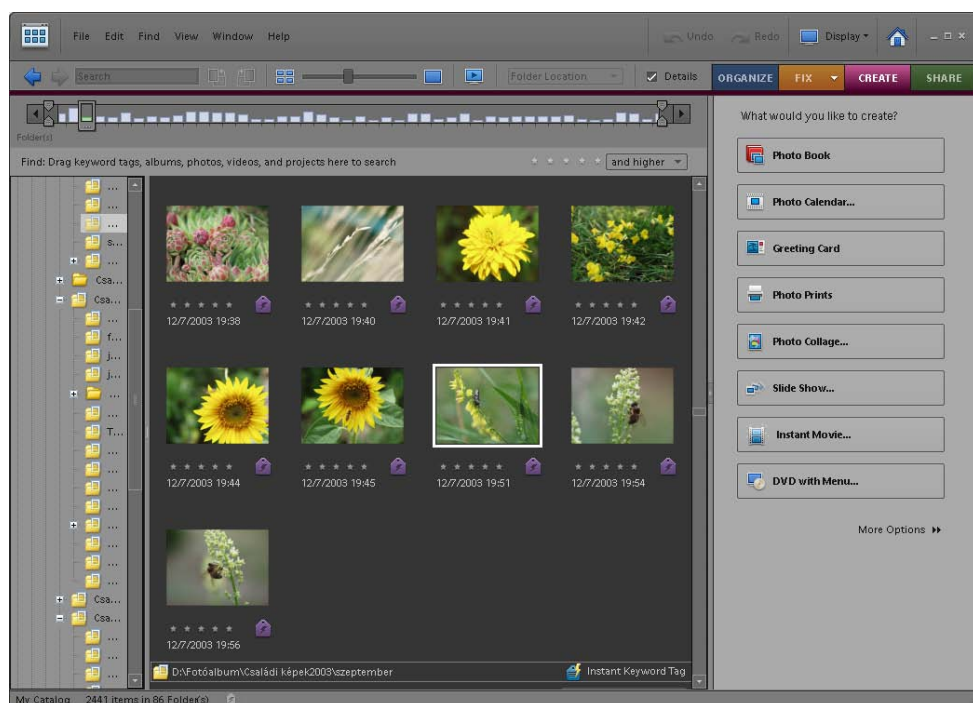 File Edit Find View Window Help Undo Redo Display
Search Folder Location Details ORGANIZE FIX CREATE SHARE
Folder(s)
Find: Drag keyword tags, albums, photos, videos, and projects here to search and higher
What would you like to create?
Photo Book
Photo Calendar...
Greeting Card
Photo Prints
Photo Collage...
Slide Show...
Instant Movie...
DVD with Menu...
More Options
...
...
...
s...
...
Csa...
Csa...
...
f...
j...
j...
...
...
T...
...
...
...
...
...
...
...
...
Csa...
Csa...
...
...
...
12/7/2003 19:38 12/7/2003 19:40 12/7/2003 19:41 12/7/2003 19:42
12/7/2003 19:44 12/7/2003 19:45 12/7/2003 19:51 12/7/2003 19:54
12/7/2003 19:56
D:\Fotóalbum\Családi képek2003\szeptember Instant Keyword Tag
My Catalog 2441 items in 86 Folder(s)